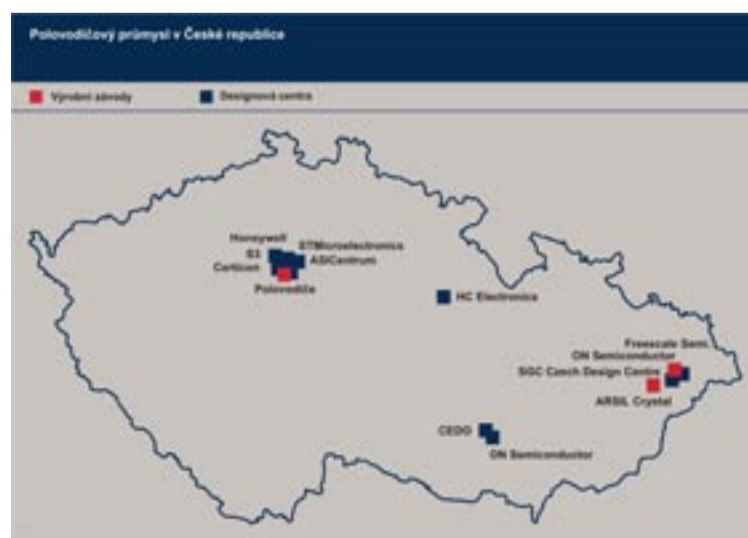 Polovodičový průmysl v České republice
Výrobní závody
Designová centra
Honeywell
S3
STMicroelectronics
ASICentrum
Polovodiče
HC Electronics
Freescale Semi.
ON Semiconductor
SGC Czech Design Centre
ARSIL Crystal
CEDO
ON Semiconductor